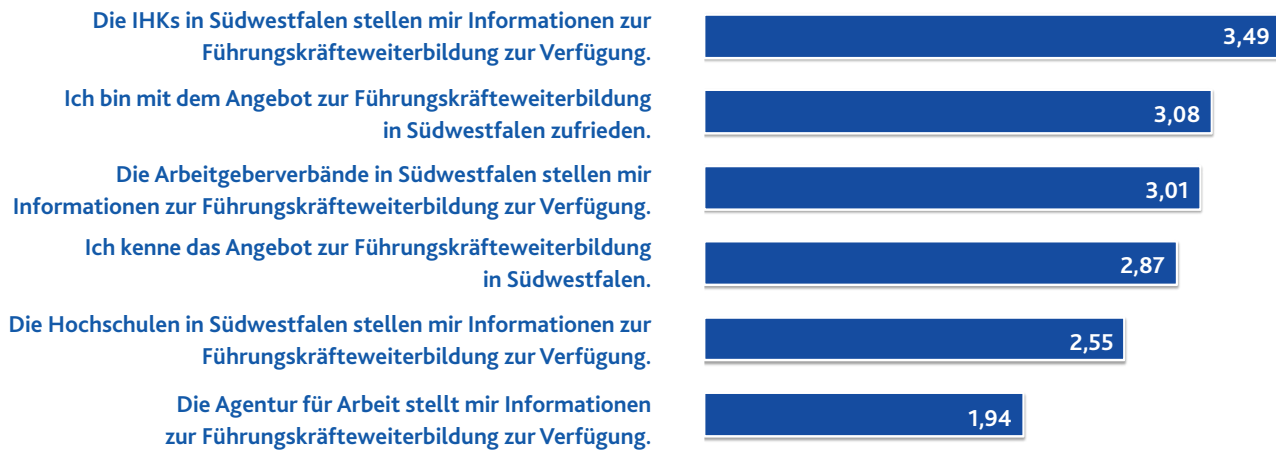 Die IHKs in Südwestfalen stellen mir Informationen zur
Führungskräfteweiterbildung zur Verfügung.
3,49
Ich bin mit dem Angebot zur Führungskräfteweiterbildung
in Südwestfalen zufrieden.
3,08
Die Arbeitgeberverbände in Südwestfalen stellen mir
Informationen zur Führungskräfteweiterbildung zur Verfügung.
3,01
Ich kenne das Angebot zur Führungskräfteweiterbildung
in Südwestfalen.
2,87
Die Hochschulen in Südwestfalen stellen mir Informationen zur
Führungskräfteweiterbildung zur Verfügung.
2,55
Die Agentur für Arbeit stellt mir Informationen
zur Führungskräfteweiterbildung zur Verfügung.
1,94